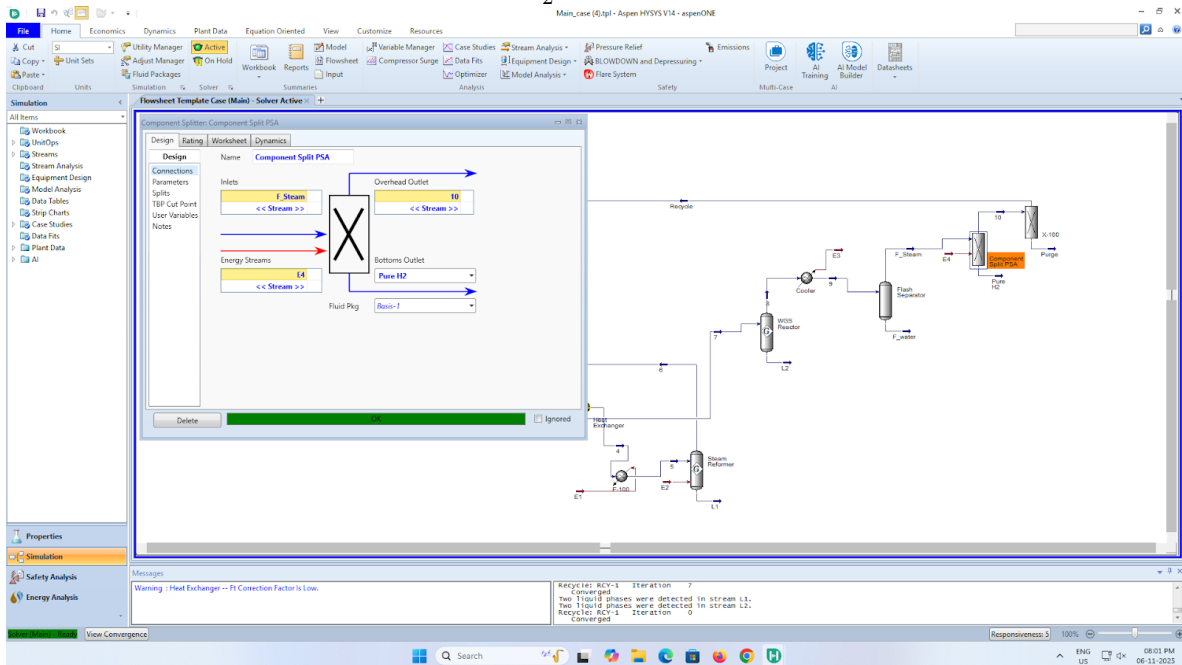 2
Main_case (4).tpl - Aspen HYSYS V14 - aspenONE
File Home Economics Dynamics Plant Data Equation Oriented View Customize Resources
Cut SI Utility Manager Active Model Variable Manager Case Studies Stream Analysis Pressure Relief Emissions
Copy Unit Sets Adjust Manager On Hold Workbook Reports Flowsheet Compressor Surge Data Fits Equipment Design BLOWDOWN and Depressuring Project AI Training AI Model Builder Datasheets
Paste Fluid Packages Input Optimizer Model Analysis Flare System
Clipboard Units Simulation Solver Summaries Analysis Safety Multi-Case AI
Simulation
All Items
Workbook
UnitOps
Streams
Stream Analysis
Equipment Design
Model Analysis
Data Tables
Strip Charts
Case Studies
Data Fits
Plant Data
AI
Properties
Simulation
Safety Analysis
Energy Analysis
Flowsheet Template Case (Main) - Solver Active
Component Splitter: Component Split PSA
Design Rating Worksheet Dynamics
Design
Connections
Parameters
Splits
TBP Cut Point
User Variables
Notes
Name Component Split PSA
Inlets
F_Steam
<< Stream >>
Overhead Outlet
10
<< Stream >>
Energy Streams
E4
<< Stream >>
Bottoms Outlet
Pure H2
Fluid Pkg Basis-1
Delete OK Ignored
Recycle
10
X-100
Purge
F_Steam
E4
Component
Split PSA
Pure
H2
E3
Cooler
9
Flash
Separator
F_water
8
WGS
Reactor
7
L2
6
Heat
Exchanger
4
5
Steam
Reformer
F-100
E2
E1
L1
Messages
Warning : Heat Exchanger -- Ft Correction Factor is Low.
Recycle: RCY-1 Iteration 7
Converged
Two liquid phases were detected in stream L1.
Two liquid phases were detected in stream L2.
Recycle: RCY-1 Iteration 0
Converged
Solver (Main) - Ready View Convergence
Responsiveness: 5 100%
Search
ENG
US
08:01 PM
06-11-2025